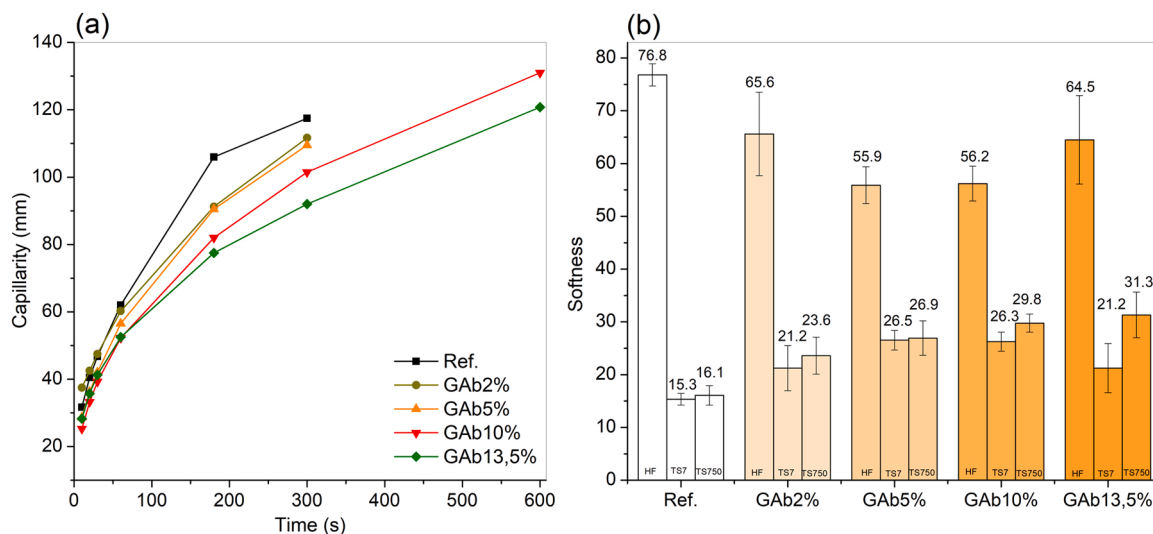 (a)
140
120
100
80
60
40
20
Capillarity (mm)
Ref.
GAb2%
GAb5%
GAb10%
GAb13,5%
0 100 200 300 400 500 600
Time (s)
(b)
80
70
60
50
40
30
20
10
0
Softness
76.8
15.3
16.1
65.6
21.2
23.6
55.9
26.5
26.9
56.2
26.3
29.8
64.5
21.2
31.3
HF TS7 TS750 HF TS7 TS750 HF TS7 TS750 HF TS7 TS750 HF TS7 TS750
Ref. GAb2% GAb5% GAb10% GAb13,5%